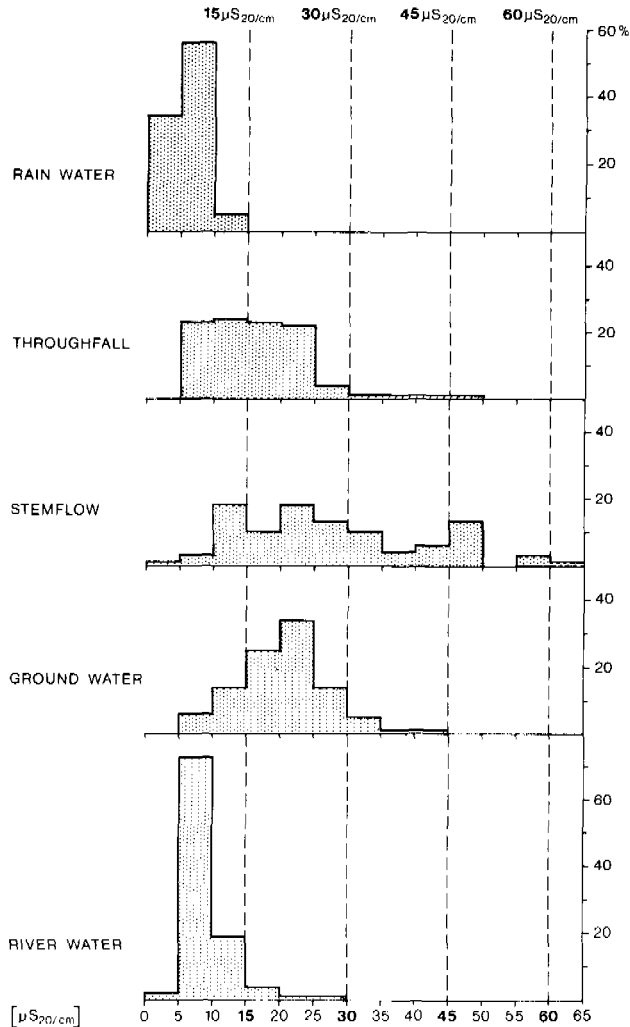 15µS20/cm 30µS20/cm 45µS20/cm 60µS20/cm
60%
40
20
RAIN WATER
40
20
THROUGHFALL
40
20
STEMFLOW
40
20
GROUND WATER
60
40
20
RIVER WATER
[µS20/cm] 0 5 10 15 20 25 30 35 40 45 50 55 60 65